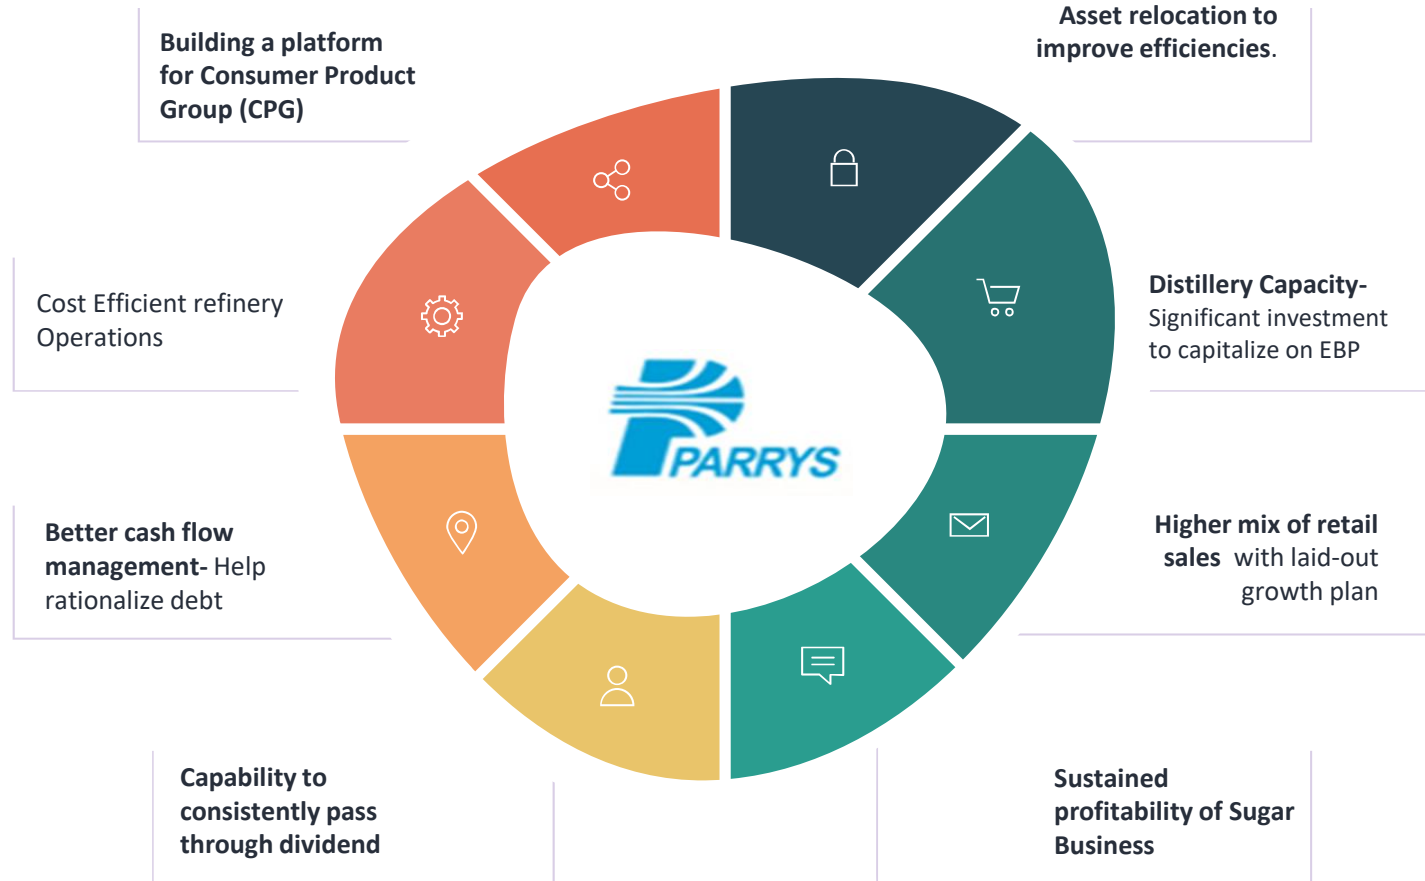 Building a platform
for Consumer Product
Group (CPG)
Asset relocation to
improve efficiencies.
Cost Efficient refinery
Operations
Distillery Capacity-
Significant investment
to capitalize on EBP
PARRYS
Better cash flow
management- Help
rationalize debt
Higher mix of retail
sales with laid-out
growth plan
Capability to
consistently pass
through dividend
Sustained
profitability of Sugar
Business